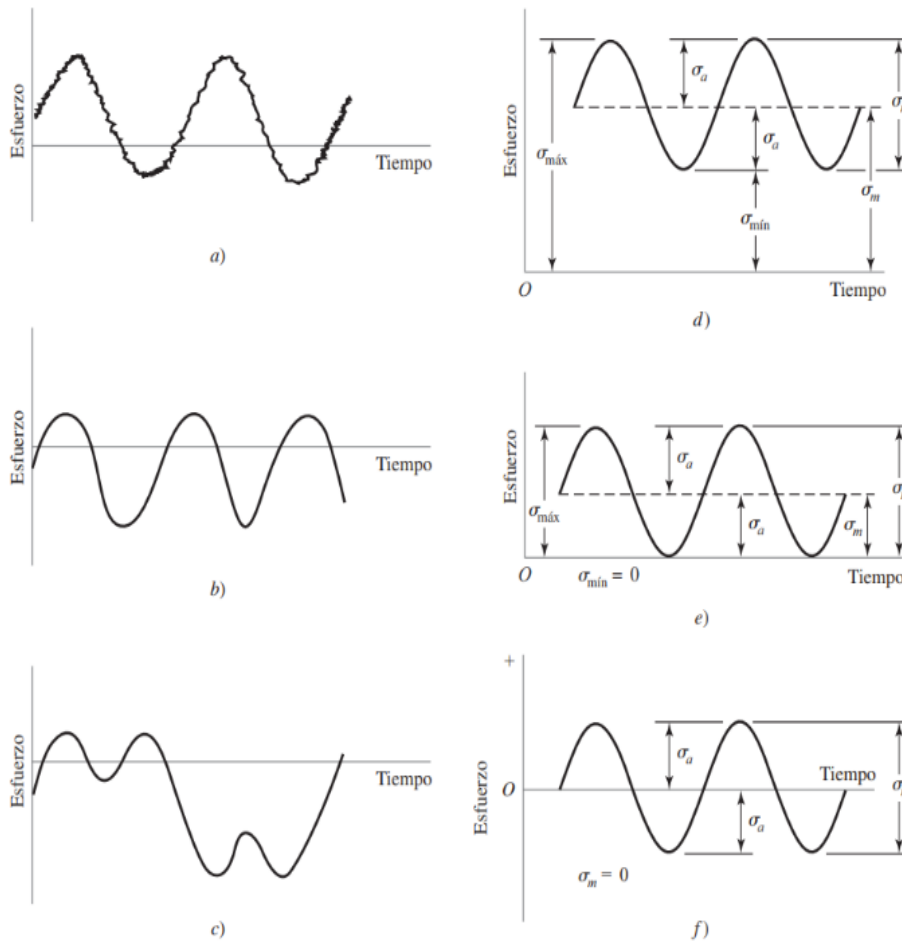 Esfuerzo
Tiempo
a)
Esfuerzo
Tiempo
b)
Esfuerzo
Tiempo
c)
Esfuerzo
σmáx
σa
σa
σmín
σm
O
Tiempo
d)
Esfuerzo
σmáx
σa
σa
σm
O
σmín = 0
Tiempo
e)
+
Esfuerzo
O
σa
σa
Tiempo
σm = 0
f)